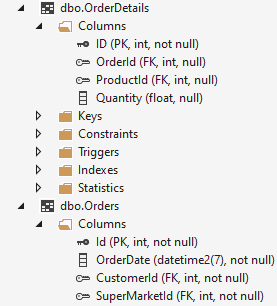 dbo.OrderDetails
Columns
ID (PK, int, not null)
OrderId (FK, int, null)
ProductId (FK, int, null)
Quantity (float, null)
Keys
Constraints
Triggers
Indexes
Statistics
dbo.Orders
Columns
Id (PK, int, not null)
OrderDate (datetime2(7), not null)
CustomerId (FK, int, not null)
SuperMarketId (FK, int, not null)